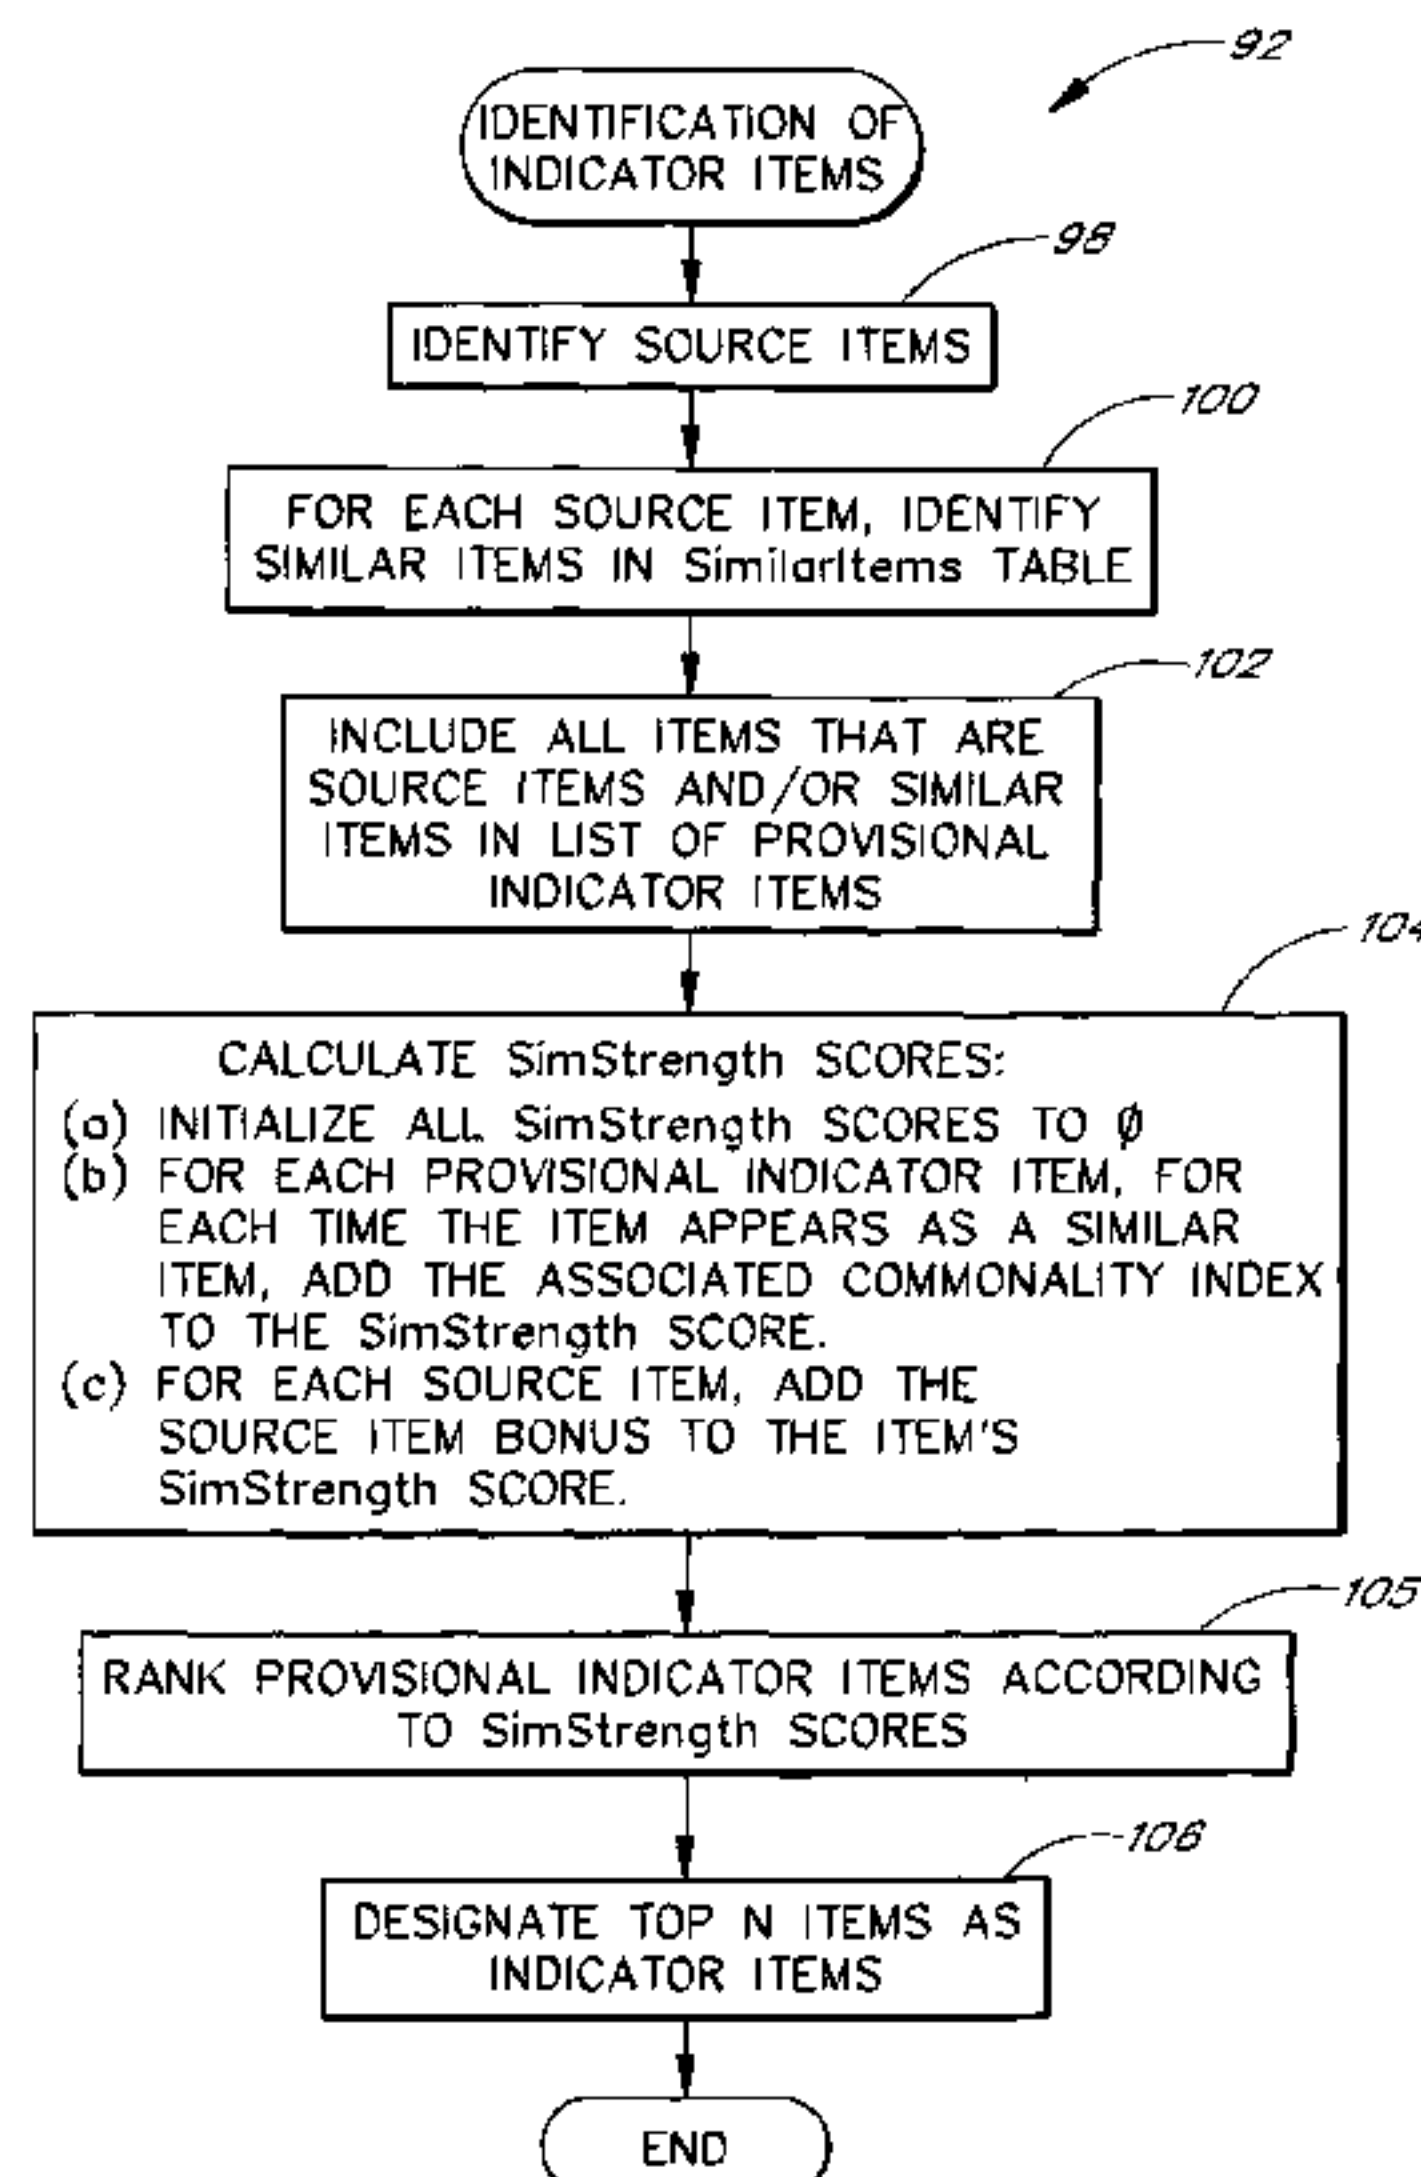 92
IDENTIFICATION OF
INDICATOR ITEMS
98
IDENTIFY SOURCE ITEMS
100
FOR EACH SOURCE ITEM, IDENTIFY
SIMILAR ITEMS IN SimilarItems TABLE
102
INCLUDE ALL ITEMS THAT ARE
SOURCE ITEMS AND/OR SIMILAR
ITEMS IN LIST OF PROVISIONAL
INDICATOR ITEMS
104
CALCULATE SimStrength SCORES:
(a) INITIALIZE ALL SimStrength SCORES TO ∅
(b) FOR EACH PROVISIONAL INDICATOR ITEM, FOR
EACH TIME THE ITEM APPEARS AS A SIMILAR
ITEM, ADD THE ASSOCIATED COMMONALITY INDEX
TO THE SimStrength SCORE.
(c) FOR EACH SOURCE ITEM, ADD THE
SOURCE ITEM BONUS TO THE ITEM'S
SimStrength SCORE.
105
RANK PROVISIONAL INDICATOR ITEMS ACCORDING
TO SimStrength SCORES
106
DESIGNATE TOP N ITEMS AS
INDICATOR ITEMS
END